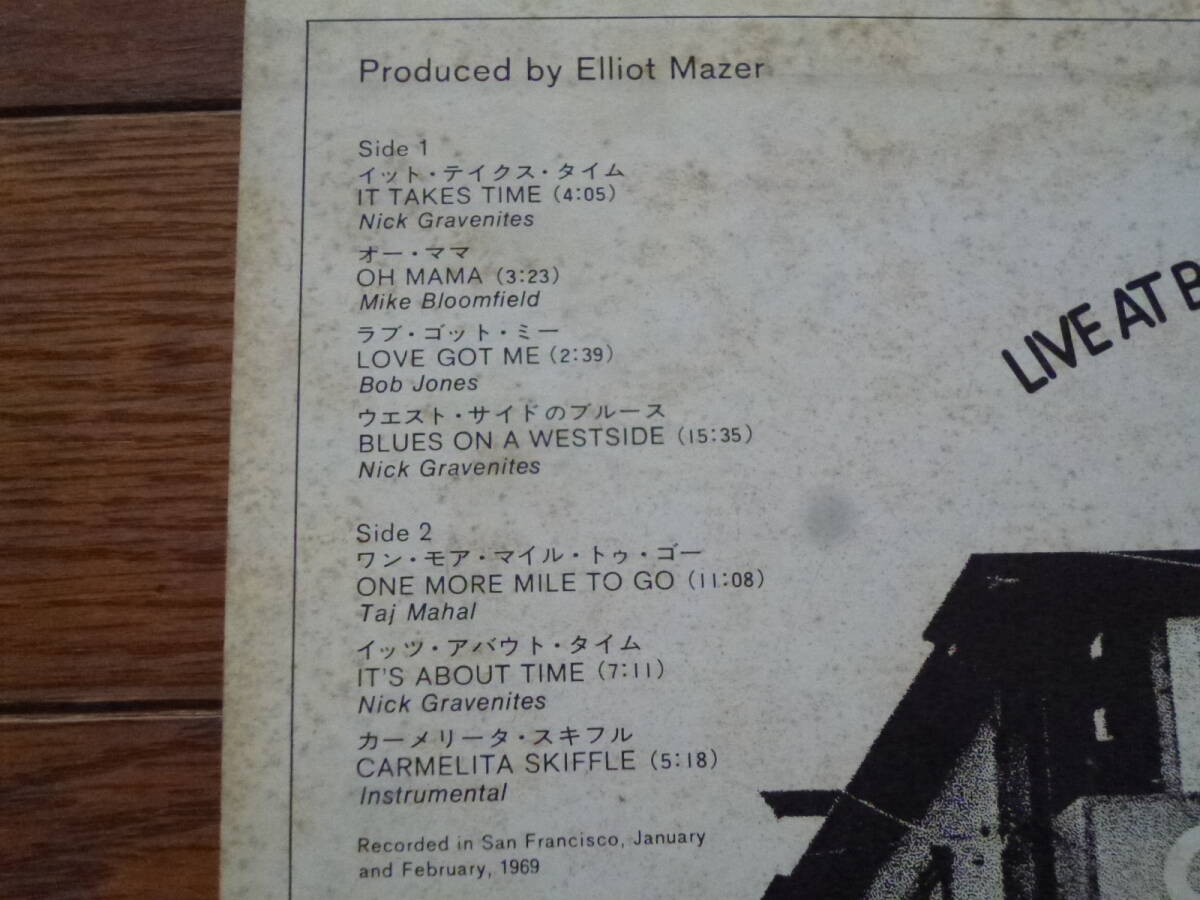 Produced by Elliot Mazer
Side 1
イット・テイクス・タイム
IT TAKES TIME (4:05)
Nick Gravenites
オー・ママ
OH MAMA (3:23)
Mike Bloomfield
ラブ・ゴット・ミー
LOVE GOT ME (2:39)
Bob Jones
ウエスト・サイドのブルース
BLUES ON A WESTSIDE (15:35)
Nick Gravenites
Side 2
ワン・モア・マイル・トゥ・ゴー
ONE MORE MILE TO GO (11:08)
Taj Mahal
イッツ・アバウト・タイム
IT'S ABOUT TIME (7:11)
Nick Gravenites
カーメリータ・スキフル
CARMELITA SKIFFLE (5:18)
Instrumental
Recorded in San Francisco, January
and February, 1969
LIVE AT B